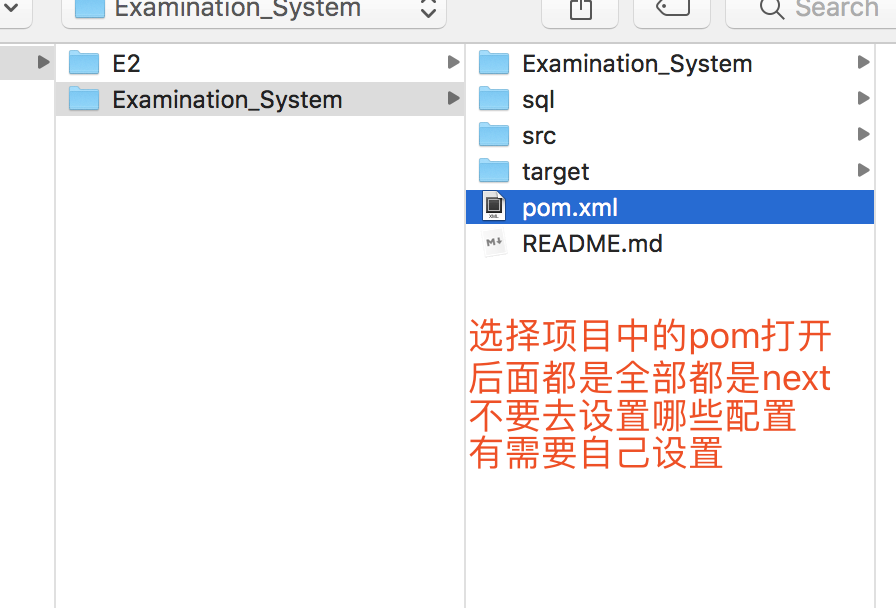 Examination_System
Search
E2
Examination_System
Examination_System
sql
src
target
pom.xml
README.md
选择项目中的pom打开
后面都是全部都是next
不要去设置哪些配置
有需要自己设置